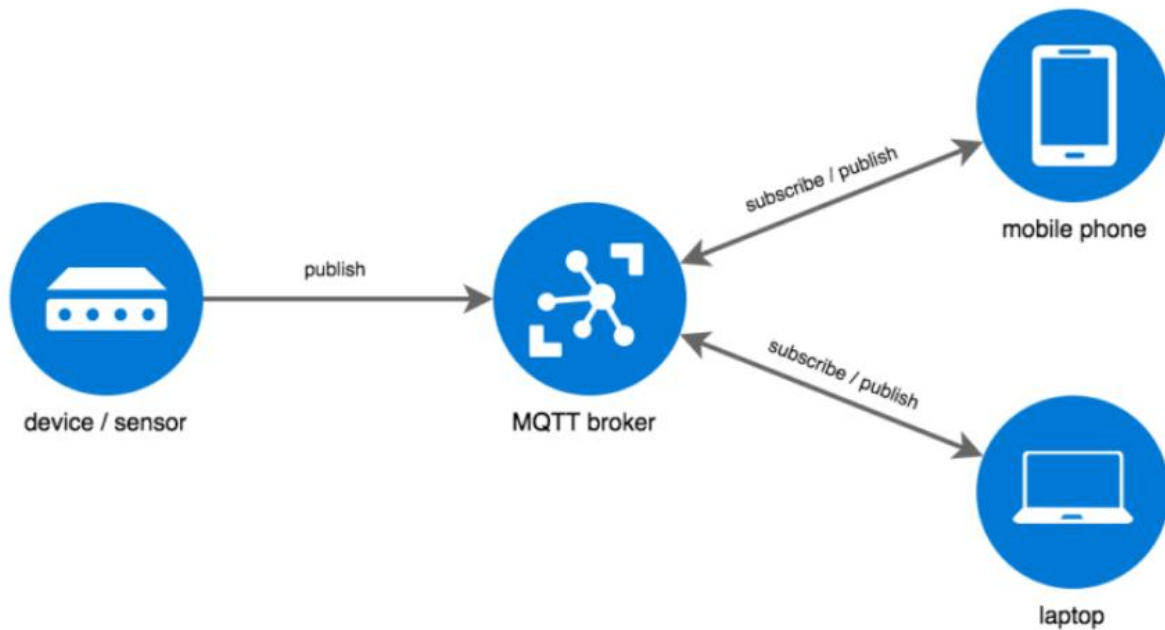 subscribe / publish
mobile phone
publish
device / sensor
MQTT broker
subscribe / publish
laptop